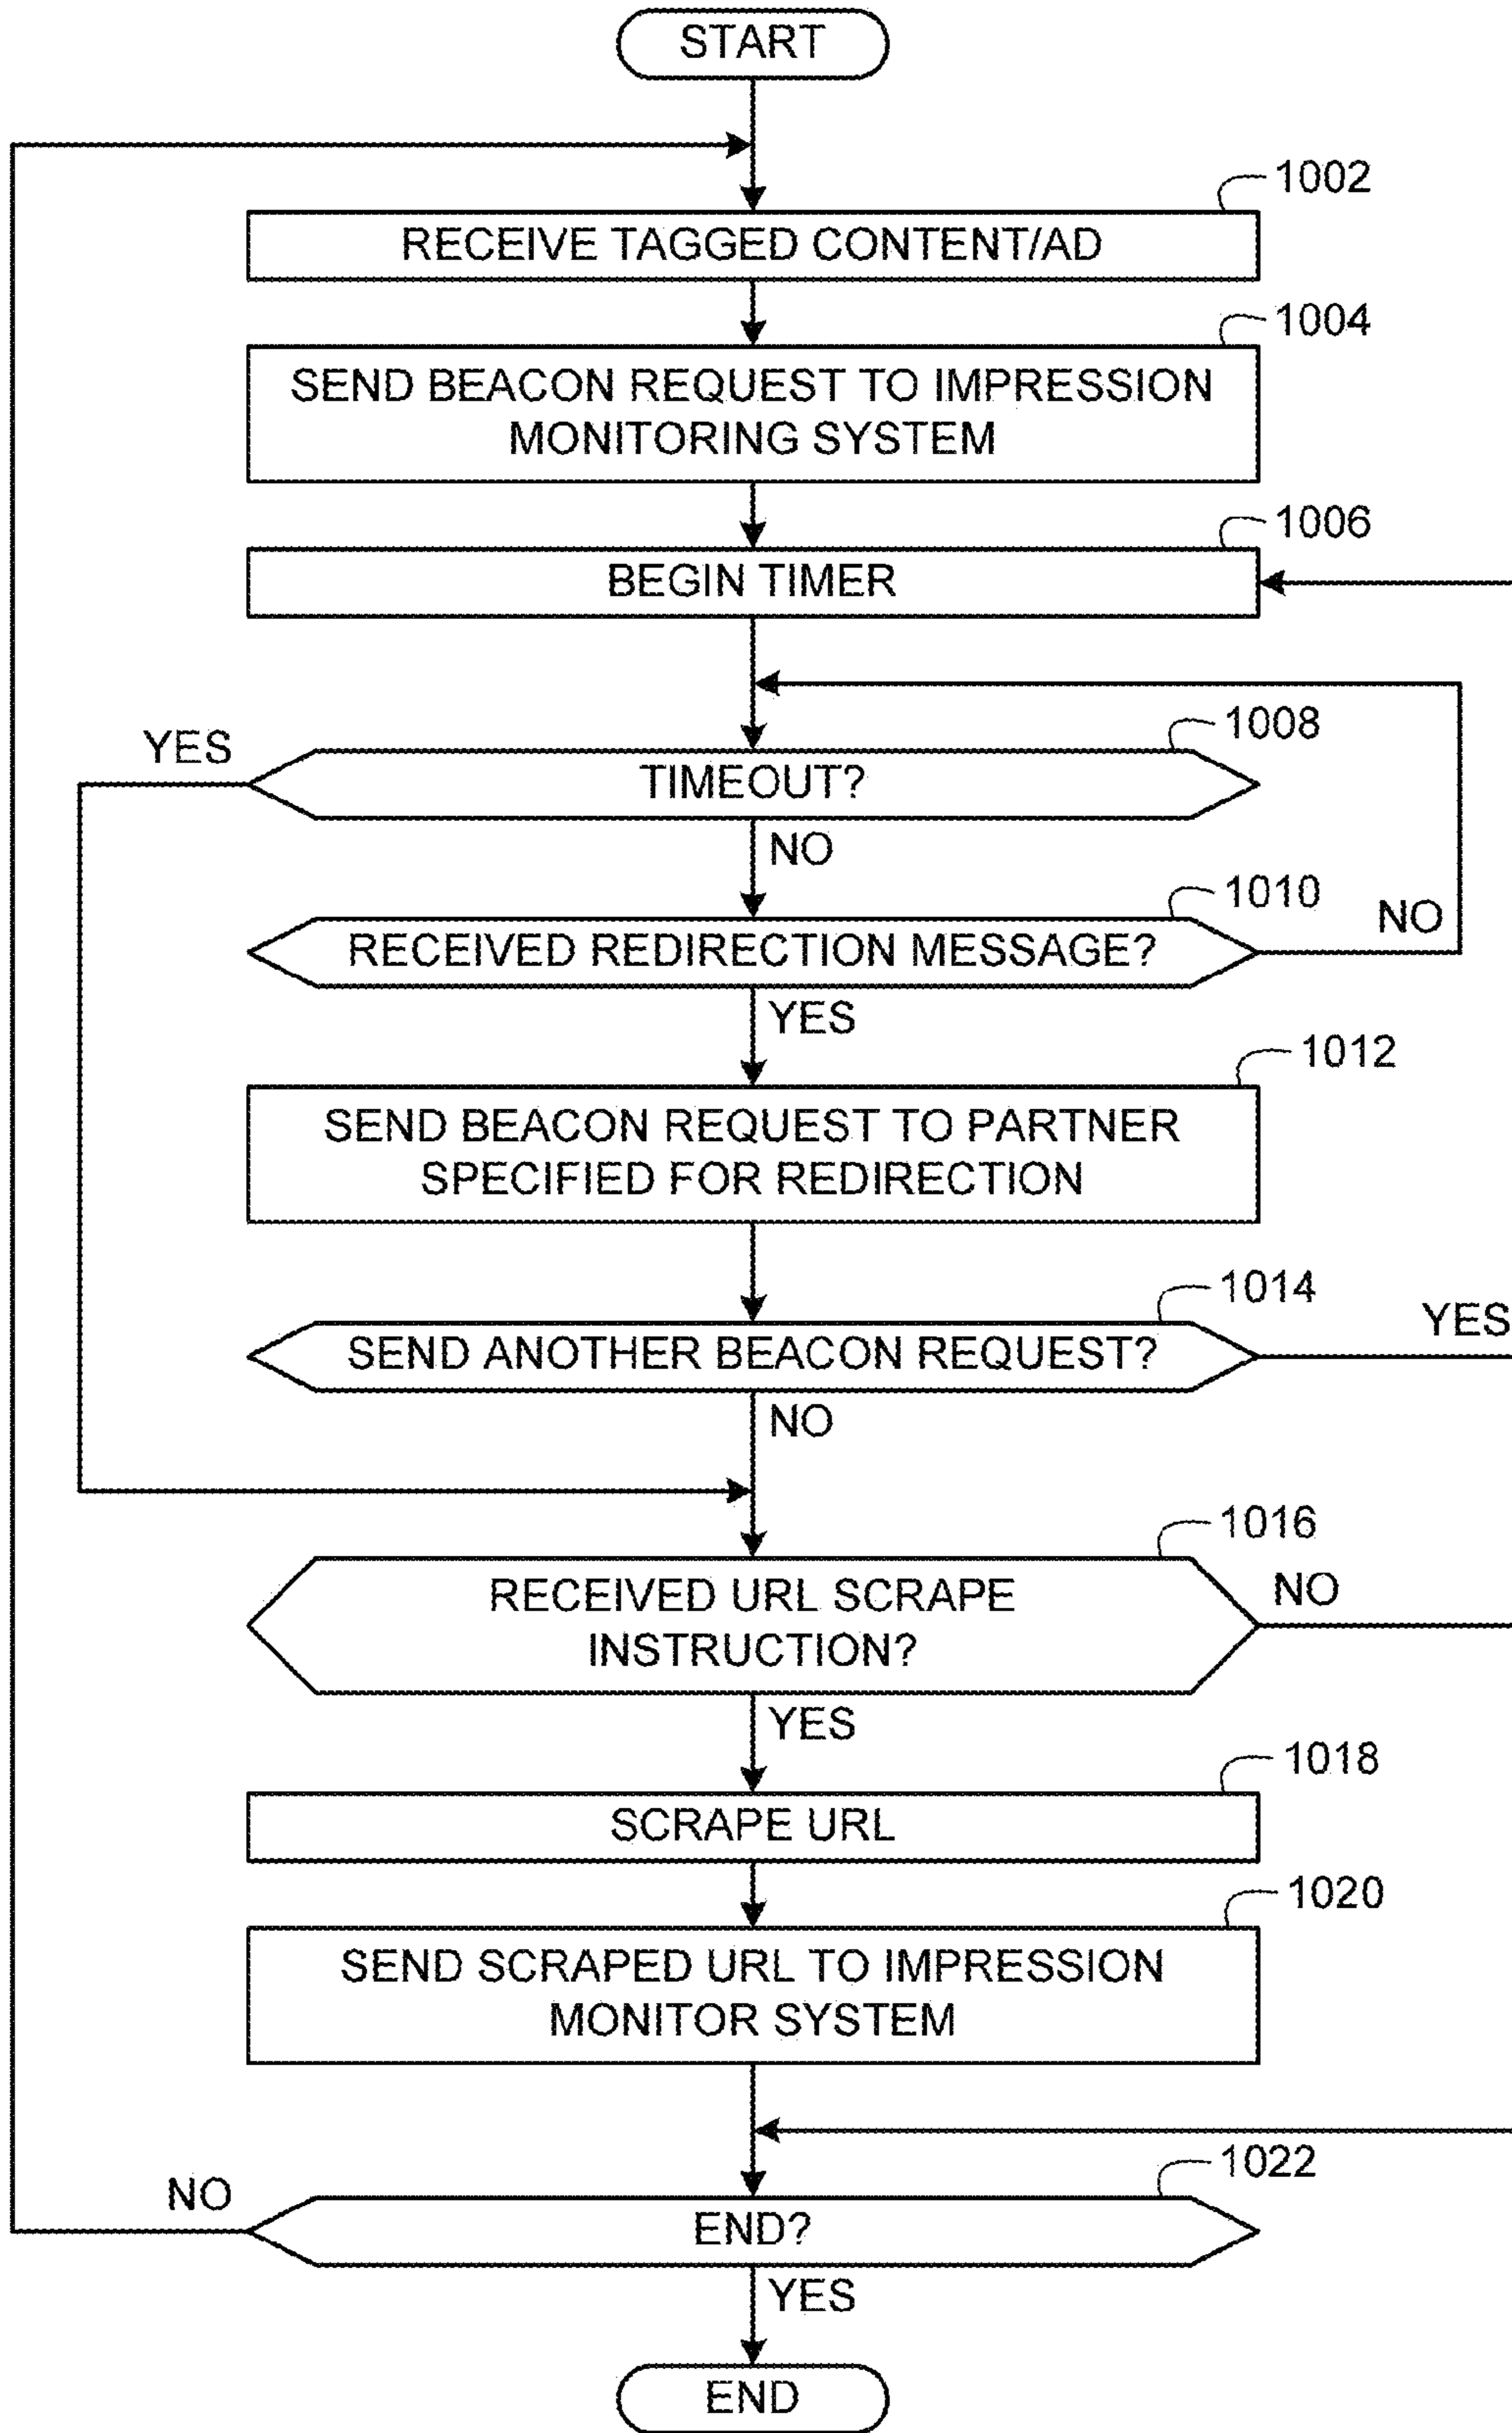 START
1002
RECEIVE TAGGED CONTENT/AD
1004
SEND BEACON REQUEST TO IMPRESSION
MONITORING SYSTEM
1006
BEGIN TIMER
1008
YES
TIMEOUT?
NO
1010
NO
RECEIVED REDIRECTION MESSAGE?
YES
1012
SEND BEACON REQUEST TO PARTNER
SPECIFIED FOR REDIRECTION
1014
YES
SEND ANOTHER BEACON REQUEST?
NO
1016
RECEIVED URL SCRAPE
INSTRUCTION?
NO
YES
1018
SCRAPE URL
1020
SEND SCRAPED URL TO IMPRESSION
MONITOR SYSTEM
1022
NO
END?
YES
END